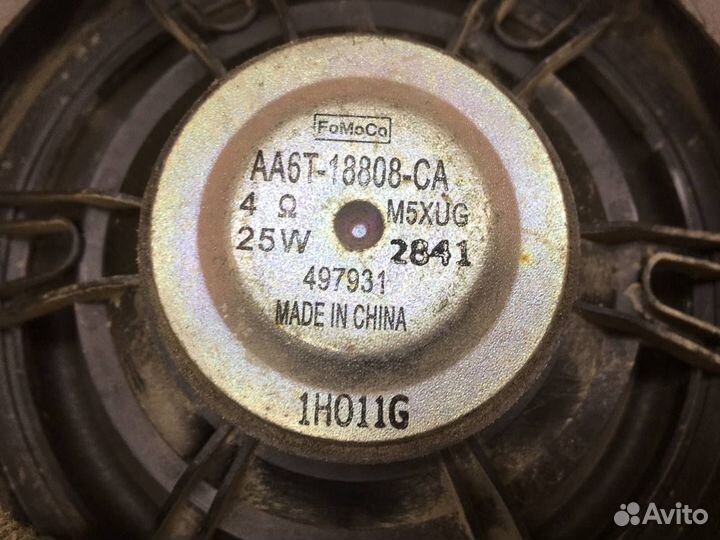 FoMoCo
AA6T-18808-CA
4 Ω M5XUG
25W 2841
497931
MADE IN CHINA
1H011G
Avito